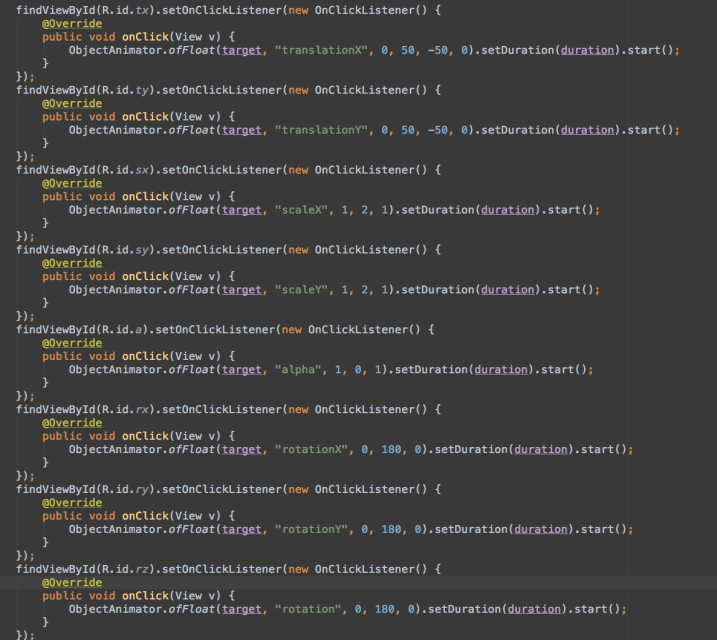 findViewById(R.id.tx).setOnClickListener(new OnClickListener() {
    @Override
    public void onClick(View v) {
        ObjectAnimator.ofFloat(target, "translationX", 0, 50, -50, 0).setDuration(duration).start();
    }
});
findViewById(R.id.ty).setOnClickListener(new OnClickListener() {
    @Override
    public void onClick(View v) {
        ObjectAnimator.ofFloat(target, "translationY", 0, 50, -50, 0).setDuration(duration).start();
    }
});
findViewById(R.id.sx).setOnClickListener(new OnClickListener() {
    @Override
    public void onClick(View v) {
        ObjectAnimator.ofFloat(target, "scaleX", 1, 2, 1).setDuration(duration).start();
    }
});
findViewById(R.id.sy).setOnClickListener(new OnClickListener() {
    @Override
    public void onClick(View v) {
        ObjectAnimator.ofFloat(target, "scaleY", 1, 2, 1).setDuration(duration).start();
    }
});
findViewById(R.id.a).setOnClickListener(new OnClickListener() {
    @Override
    public void onClick(View v) {
        ObjectAnimator.ofFloat(target, "alpha", 1, 0, 1).setDuration(duration).start();
    }
});
findViewById(R.id.rx).setOnClickListener(new OnClickListener() {
    @Override
    public void onClick(View v) {
        ObjectAnimator.ofFloat(target, "rotationX", 0, 180, 0).setDuration(duration).start();
    }
});
findViewById(R.id.ry).setOnClickListener(new OnClickListener() {
    @Override
    public void onClick(View v) {
        ObjectAnimator.ofFloat(target, "rotationY", 0, 180, 0).setDuration(duration).start();
    }
});
findViewById(R.id.rz).setOnClickListener(new OnClickListener() {
    @Override
    public void onClick(View v) {
        ObjectAnimator.ofFloat(target, "rotation", 0, 180, 0).setDuration(duration).start();
    }
});